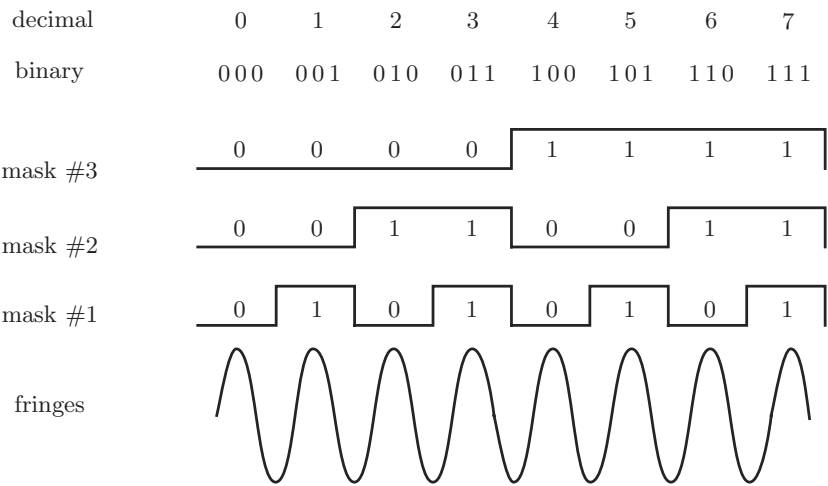 decimal 0 1 2 3 4 5 6 7
binary 000 001 010 011 100 101 110 111
mask #3 0 0 0 0 1 1 1 1
mask #2 0 0 1 1 0 0 1 1
mask #1 0 1 0 1 0 1 0 1
fringes